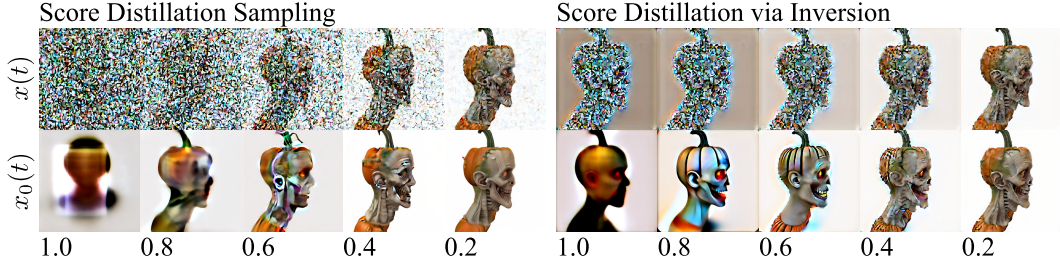 Score Distillation Sampling
Score Distillation via Inversion
x(t)
x₀(t)
1.0 0.8 0.6 0.4 0.2 1.0 0.8 0.6 0.4 0.2